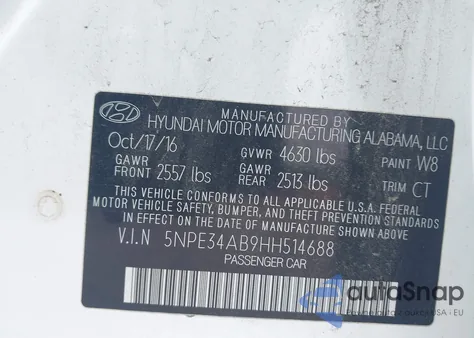 MANUFACTURED BY
HYUNDAI MOTOR MANUFACTURING ALABAMA, LLC
Oct/17/16 GVWR 4630 lbs PAINT W8
GAWR FRONT 2557 lbs GAWR REAR 2513 lbs TRIM CT
THIS VEHICLE CONFORMS TO ALL APPLICABLE U.S.A. FEDERAL
MOTOR VEHICLE SAFETY, BUMPER, AND THEFT PREVENTION STANDARDS
IN EFFECT ON THE DATE OF MANUFACTURE SHOWN ABOVE.
V.I.N 5NPE34AB9HH514688
PASSENGER CAR
autoSnap
USA - EU